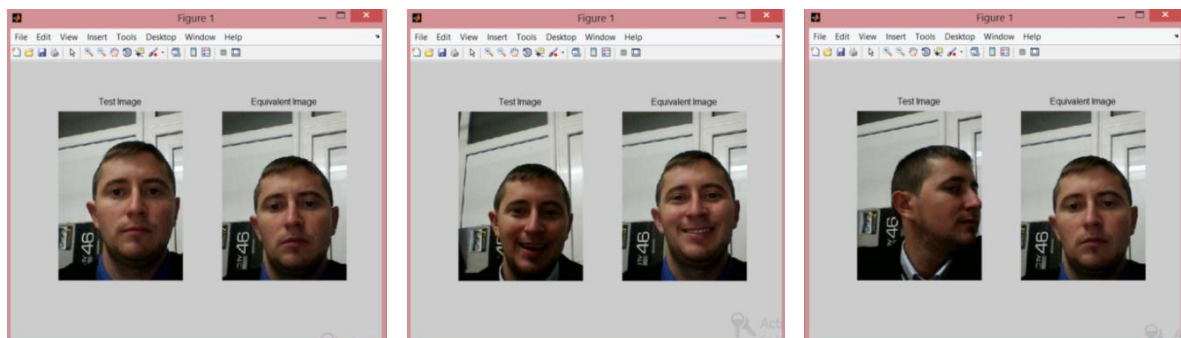 Figure 1
File Edit View Insert Tools Desktop Window Help
Test Image Equivalent Image
46
46
Figure 1
File Edit View Insert Tools Desktop Window Help
Test Image Equivalent Image
46
46
Acti
Figure 1
File Edit View Insert Tools Desktop Window Help
Test Image Equivalent Image
46
46
A